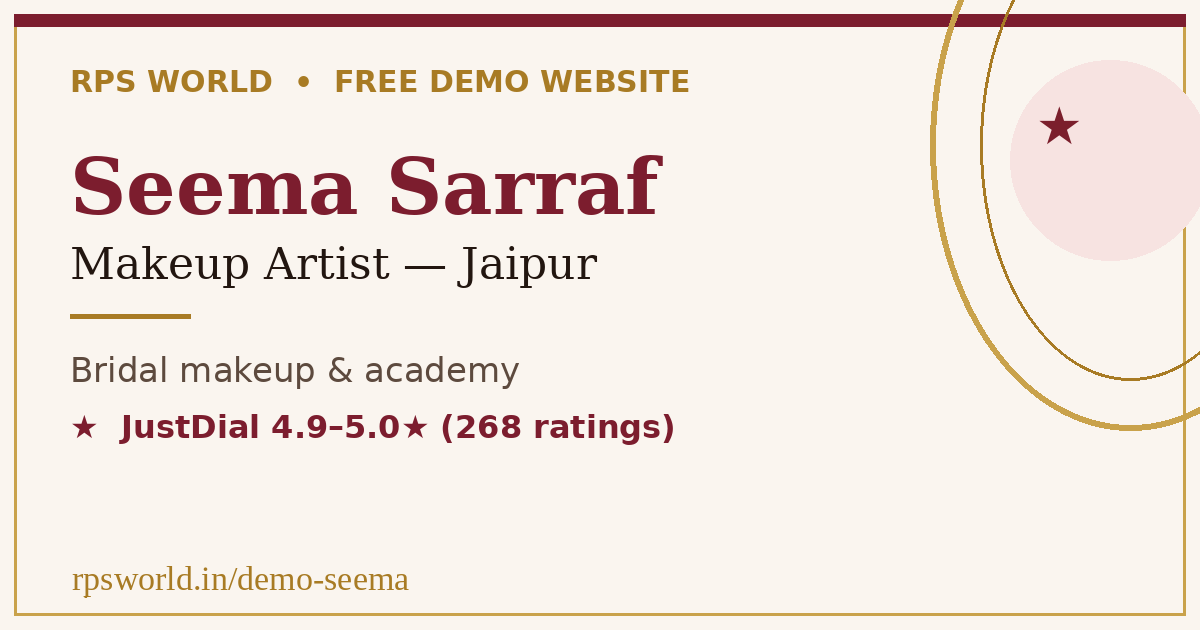 RPS WORLD • FREE DEMO WEBSITE
Seema Sarraf
Makeup Artist — Jaipur
Bridal makeup & academy
★ JustDial 4.9–5.0★ (268 ratings)
rpsworld.in/demo-seema